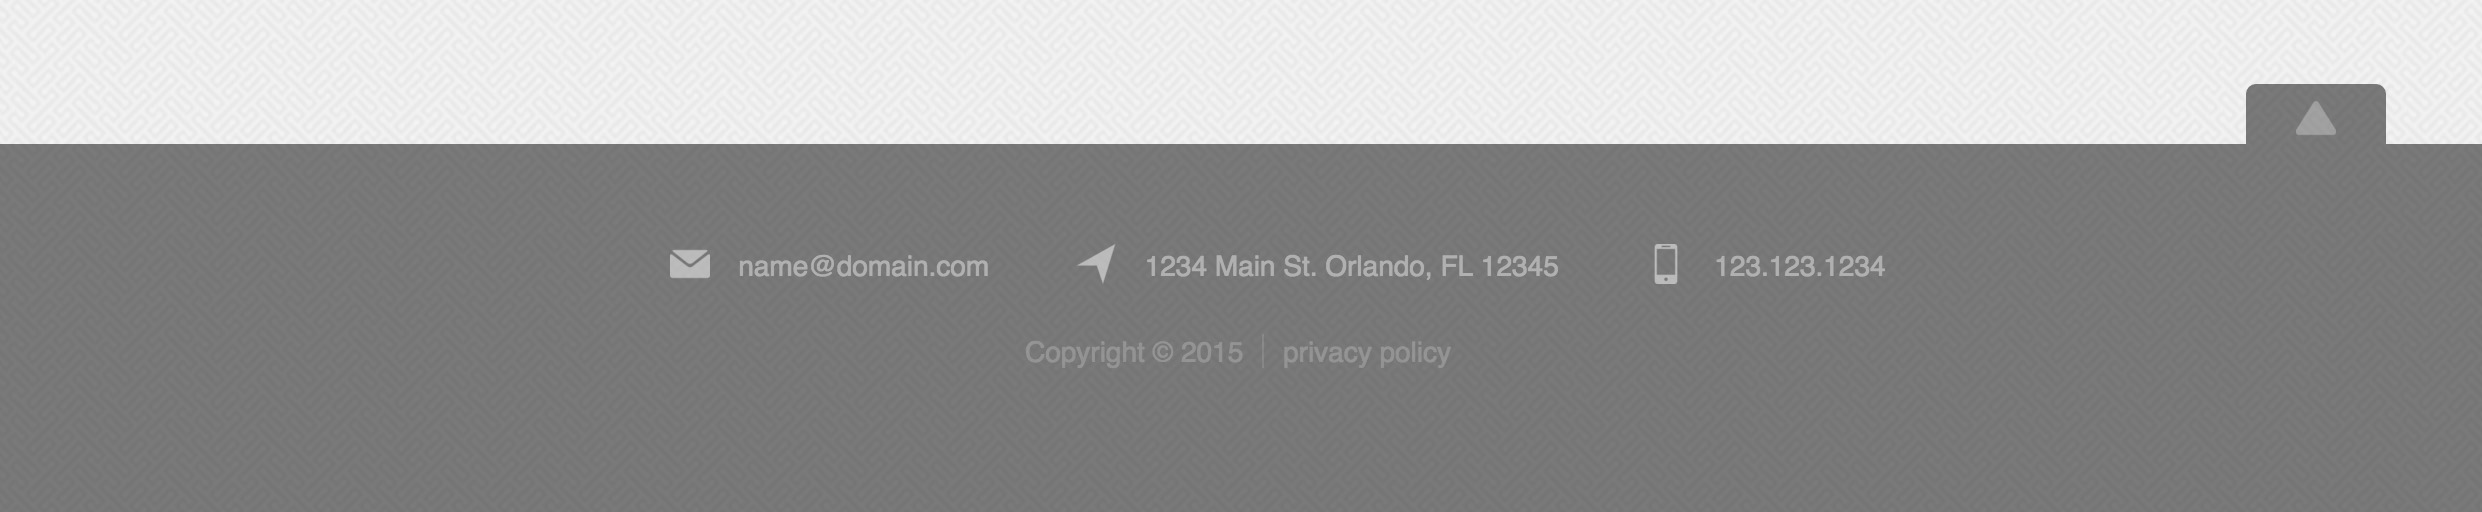 name@domain.com 1234 Main St. Orlando, FL 12345 123.123.1234
Copyright © 2015 | privacy policy